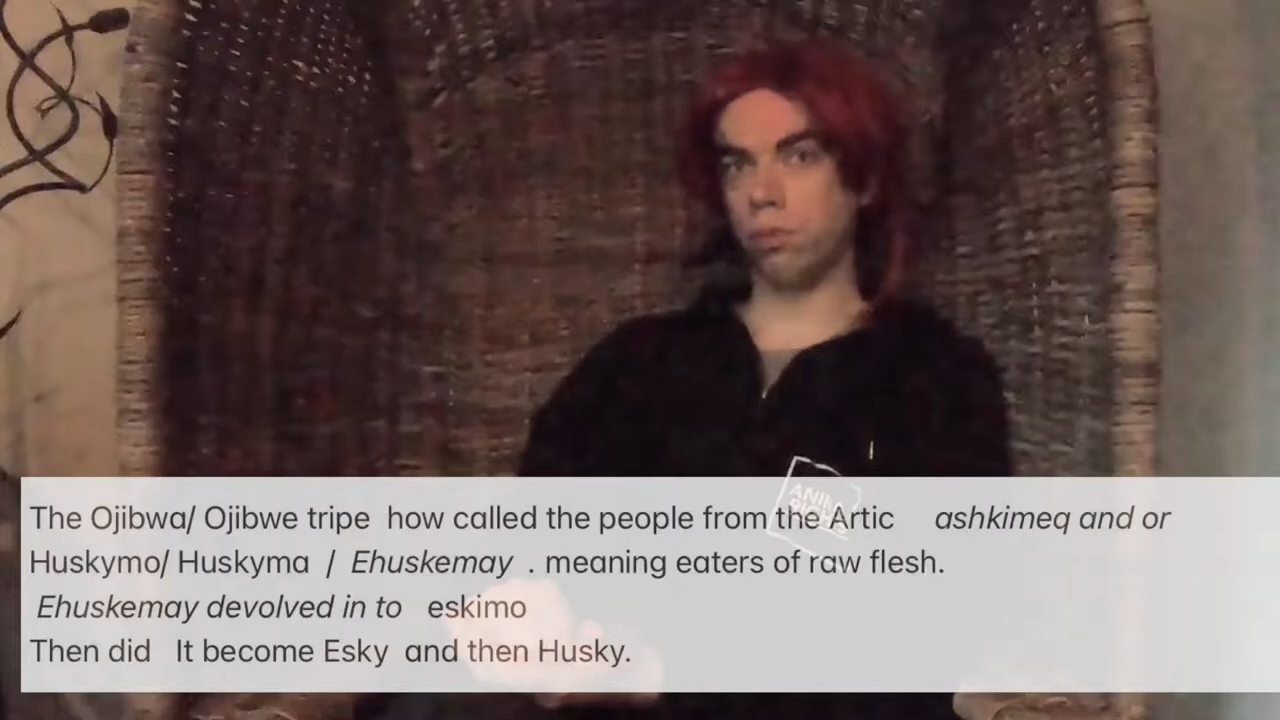 The Ojibwa/ Ojibwe tripe how called the people from the Artic ashkimeq and or
Huskymo/ Huskyma / Ehuskemay . meaning eaters of raw flesh.
Ehuskemay devolved in to eskimo
Then did It become Esky and then Husky.